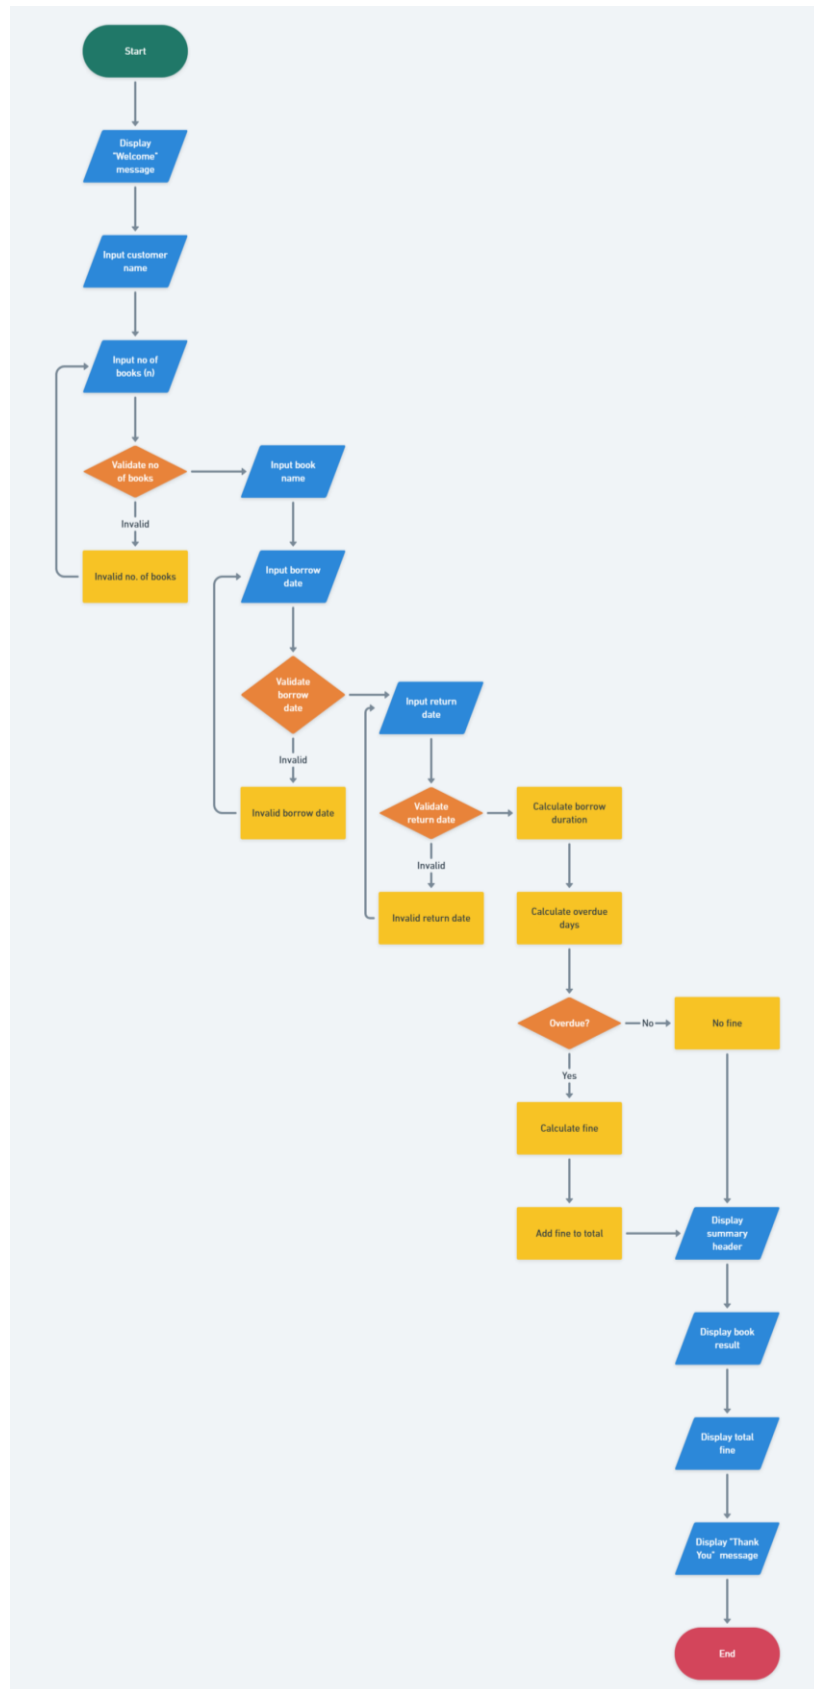 Start
Display
"Welcome"
message
Input customer
name
Input no of
books (n)
Validate no
of books
Input book
name
Invalid
Invalid no. of books
Input borrow
date
Validate
borrow
date
Input return
date
Invalid
Invalid borrow date
Validate
return date
Calculate borrow
duration
Invalid
Invalid return date
Calculate overdue
days
Overdue?
No
No fine
Yes
Calculate fine
Add fine to total
Display
summary
header
Display book
result
Display total
fine
Display "Thank
You" message
End